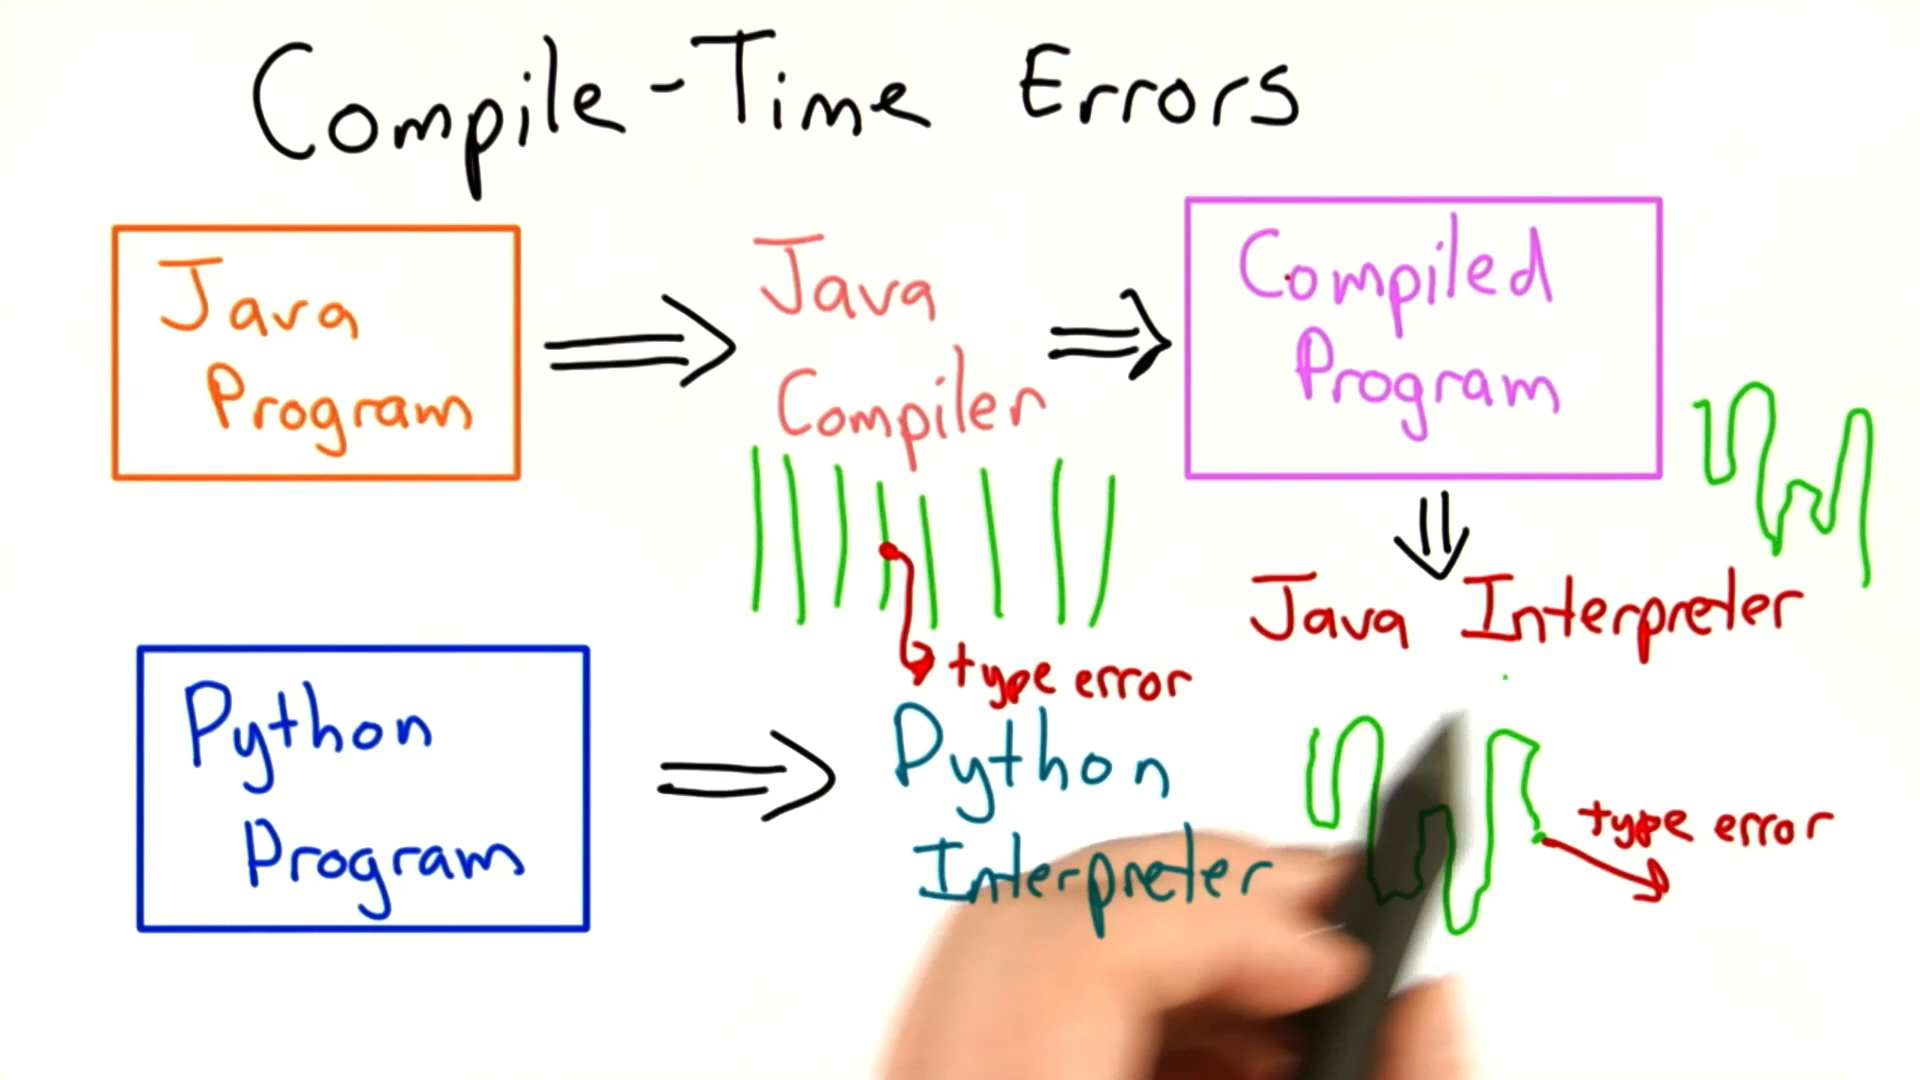 Compile-Time Errors
Java
Program
Java
Compiler
Compiled
Program
type error
Java Interpreter
Python
Program
Python
Interpreter
type error